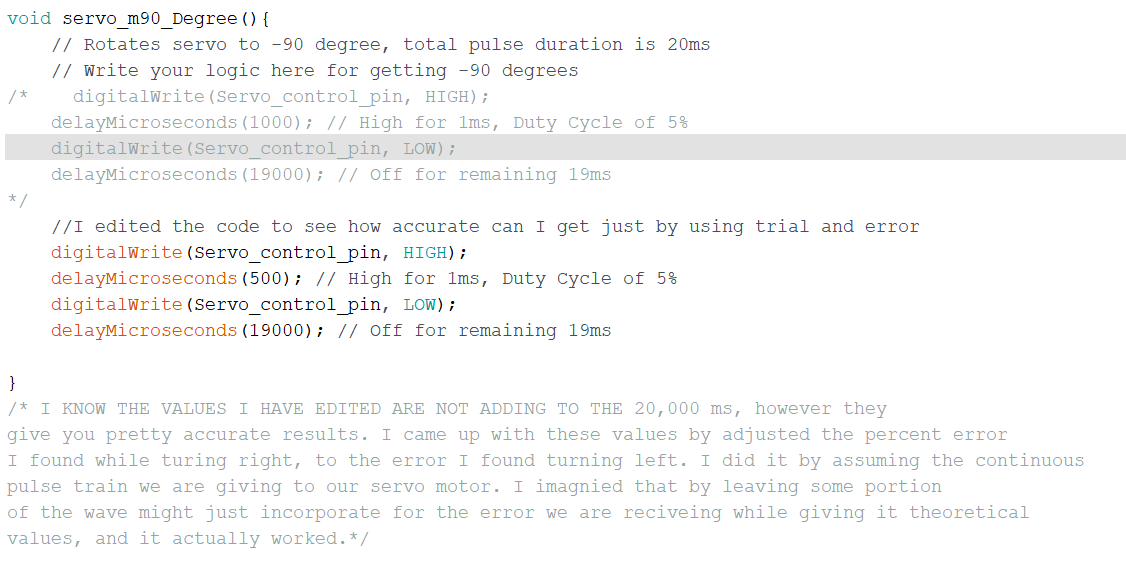 void servo_m90_Degree(){
// Rotates servo to -90 degree, total pulse duration is 20ms
// Write your logic here for getting -90 degrees
/* digitalWrite(Servo_control_pin, HIGH);
delayMicroseconds(1000); // High for 1ms, Duty Cycle of 5%
digitalWrite(Servo_control_pin, LOW);
delayMicroseconds(19000); // Off for remaining 19ms
*/
//I edited the code to see how accurate can I get just by using trial and error
digitalWrite(Servo_control_pin, HIGH);
delayMicroseconds(500); // High for 1ms, Duty Cycle of 5%
digitalWrite(Servo_control_pin, LOW);
delayMicroseconds(19000); // Off for remaining 19ms
}
/* I KNOW THE VALUES I HAVE EDITED ARE NOT ADDING TO THE 20,000 ms, however they
give you pretty accurate results. I came up with these values by adjusted the percent error
I found while turing right, to the error I found turning left. I did it by assuming the continuous
pulse train we are giving to our servo motor. I imagnied that by leaving some portion
of the wave might just incorporate for the error we are reciveing while giving it theoretical
values, and it actually worked.*/